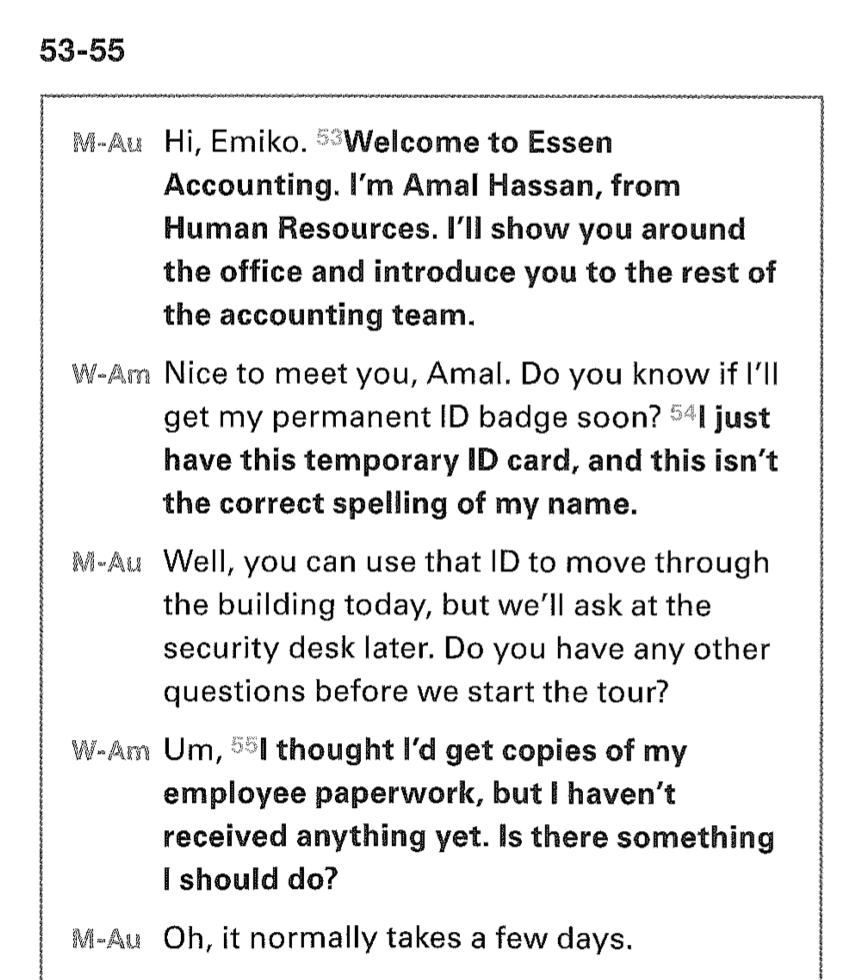 53-55
M-Au Hi, Emiko. 53Welcome to Essen
Accounting. I'm Amal Hassan, from
Human Resources. I'll show you around
the office and introduce you to the rest of
the accounting team.
W-Am Nice to meet you, Amal. Do you know if I'll
get my permanent ID badge soon? 54I just
have this temporary ID card, and this isn't
the correct spelling of my name.
M-Au Well, you can use that ID to move through
the building today, but we'll ask at the
security desk later. Do you have any other
questions before we start the tour?
W-Am Um, 55I thought I'd get copies of my
employee paperwork, but I haven't
received anything yet. Is there something
I should do?
M-Au Oh, it normally takes a few days.